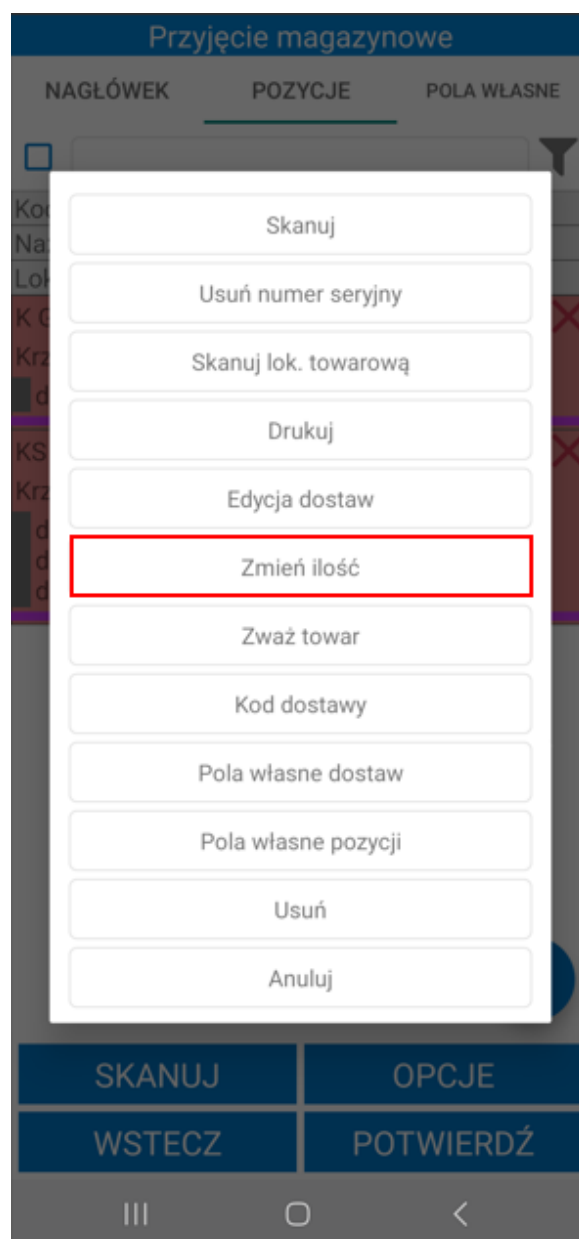 Przyjęcie magazynowe
NAGŁÓWEK POZYCJE POLA WŁASNE
Skanuj
Usuń numer seryjny
Skanuj lok. towarową
Drukuj
Edycja dostaw
Zmień ilość
Zważ towar
Kod dostawy
Pola własne dostaw
Pola własne pozycji
Usuń
Anuluj
SKANUJ OPCJE
WSTECZ POTWIERDŹ